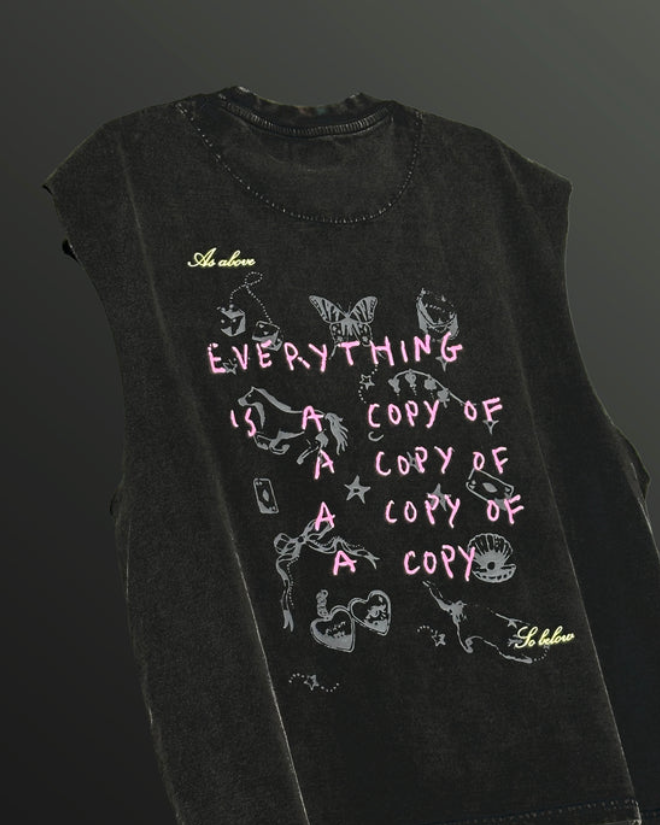 As above
EVERYTHING
IS A COPY OF
A COPY OF
A COPY OF
A COPY
So below